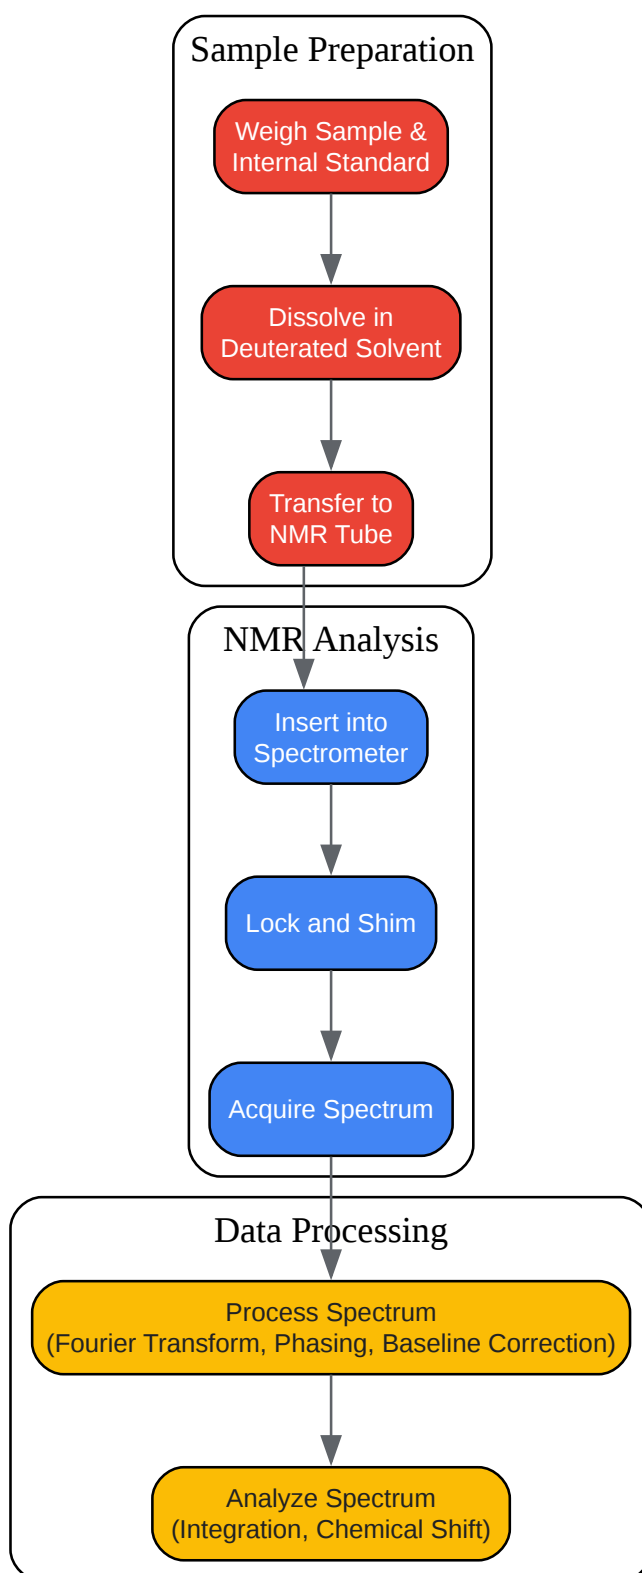 Sample Preparation
Weigh Sample &
Internal Standard
Dissolve in
Deuterated Solvent
Transfer to
NMR Tube
NMR Analysis
Insert into
Spectrometer
Lock and Shim
Acquire Spectrum
Data Processing
Process Spectrum
(Fourier Transform, Phasing, Baseline Correction)
Analyze Spectrum
(Integration, Chemical Shift)